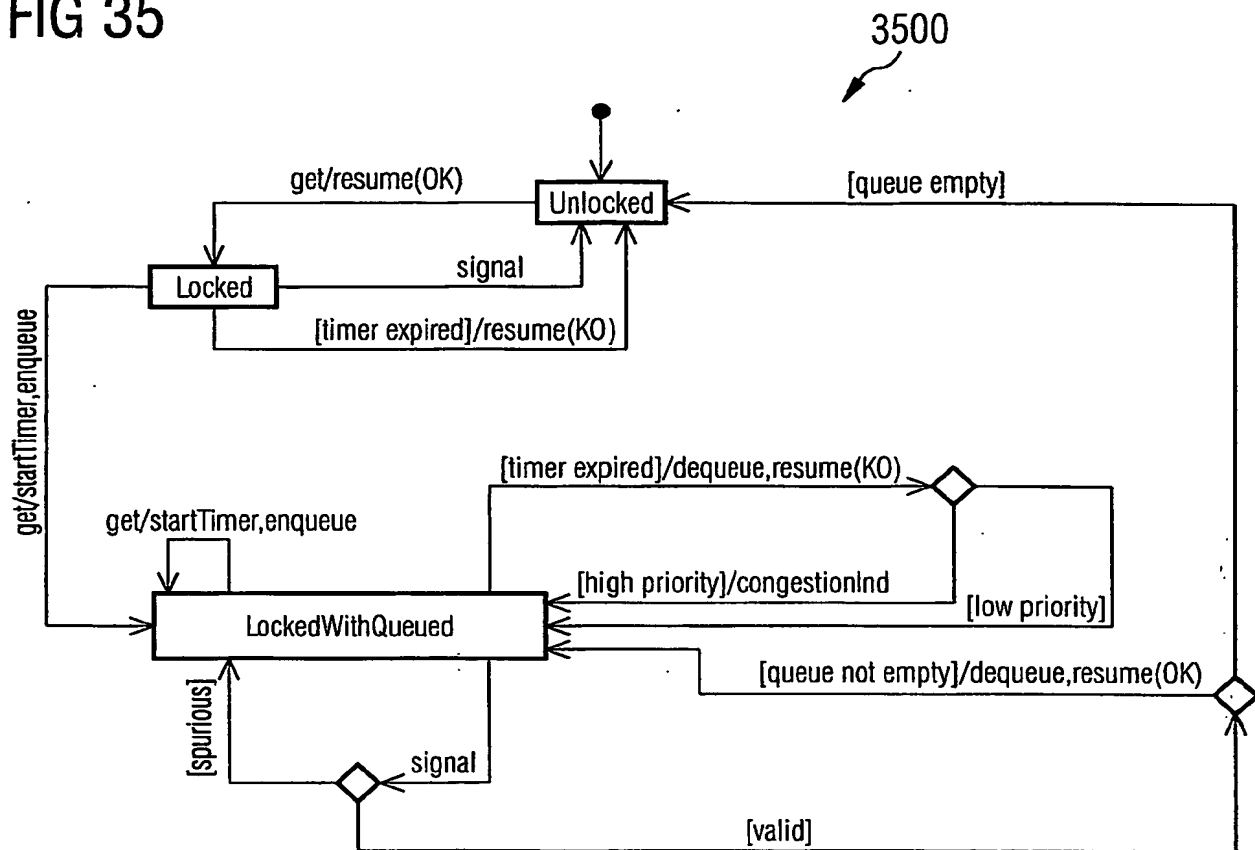 FIG 35
3500
get/resume(OK)
Unlocked
[queue empty]
Locked
signal
[timer expired]/resume(KO)
get/startTimer,enqueue
[timer expired]/dequeue,resume(KO)
get/startTimer,enqueue
[high priority]/congestionInd
[low priority]
LockedWithQueued
[queue not empty]/dequeue,resume(OK)
[spurious]
signal
[valid]